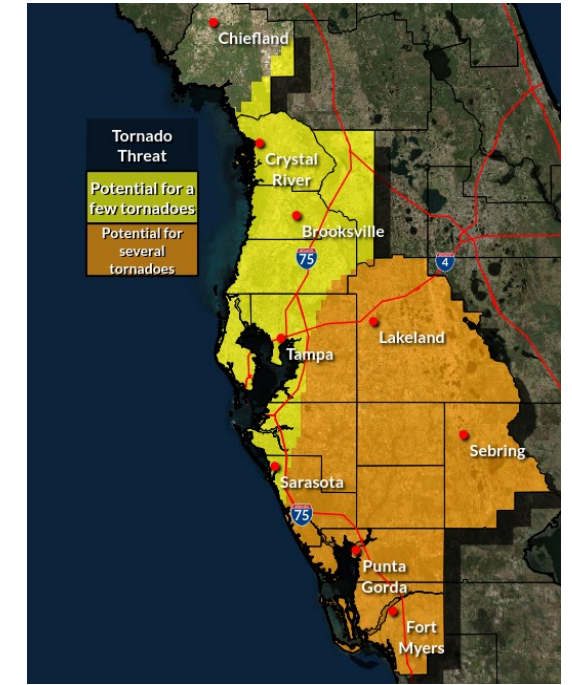 Chiefland
Tornado
Threat
Potential for a
few tornadoes
Potential for
several
tornadoes
Crystal
River
Brooksville
75
4
Tampa
Lakeland
Sebring
Sarasota
75
Punta
Gorda
Fort
Myers